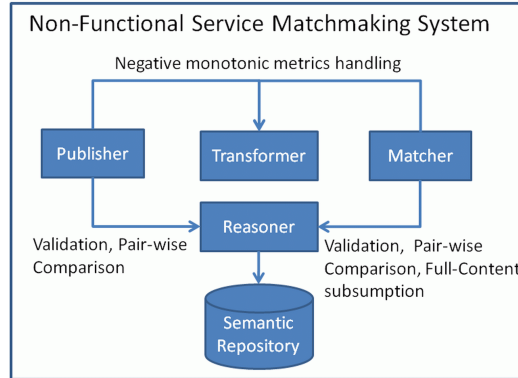 Non-Functional Service Matchmaking System
Negative monotonic metrics handling
Publisher
Transformer
Matcher
Reasoner
Validation, Pair-wise
Comparison
Validation,  Pair-wise
Comparison, Full-Content
subsumption
Semantic
Repository